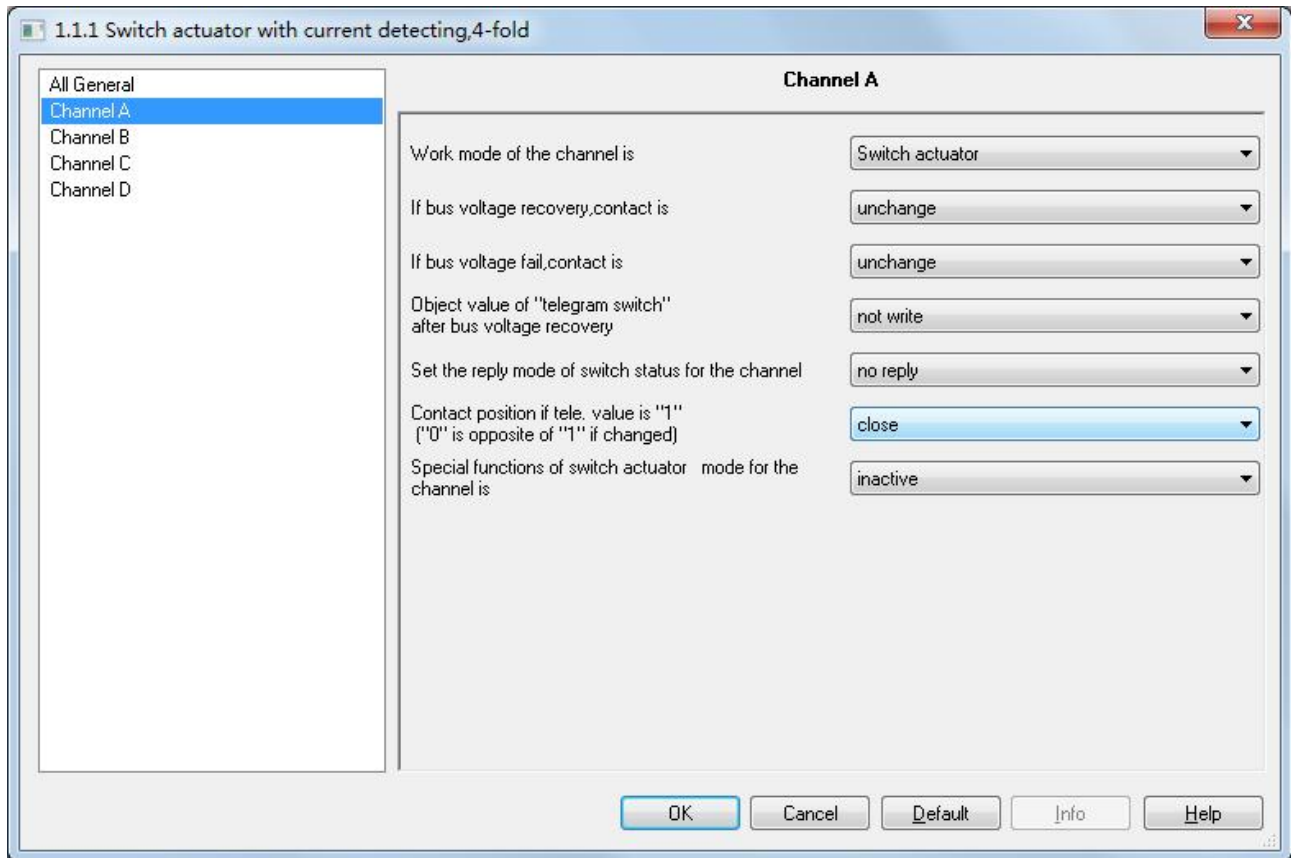 1.1.1 Switch actuator with current detecting,4-fold
All General
Channel A
Channel B
Channel C
Channel D
Channel A
Work mode of the channel is
Switch actuator
If bus voltage recovery,contact is
unchange
If bus voltage fail,contact is
unchange
Object value of "telegram switch"
after bus voltage recovery
not write
Set the reply mode of switch status for the channel
no reply
Contact position if tele. value is "1"
("0" is opposite of "1" if changed)
close
Special functions of switch actuator mode for the
channel is
inactive
OK
Cancel
Default
Info
Help